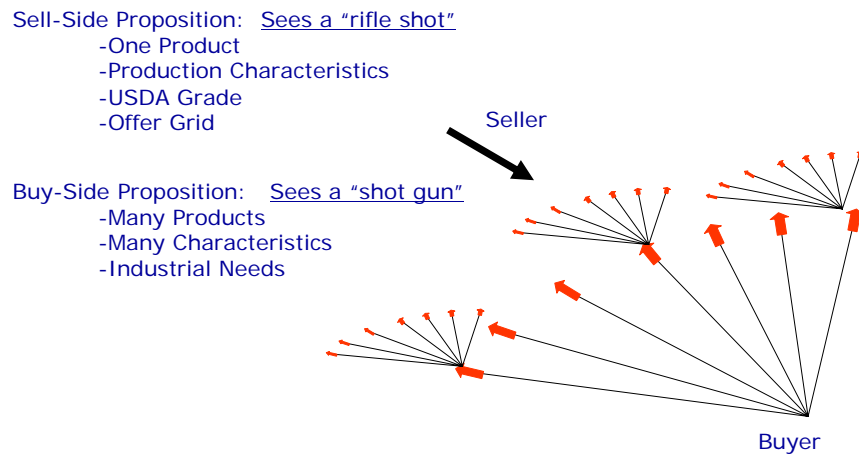 Sell-Side Proposition: Sees a “rifle shot”
-One Product
-Production Characteristics
-USDA Grade
-Offer Grid
Seller
Buy-Side Proposition: Sees a “shot gun”
-Many Products
-Many Characteristics
-Industrial Needs
Buyer